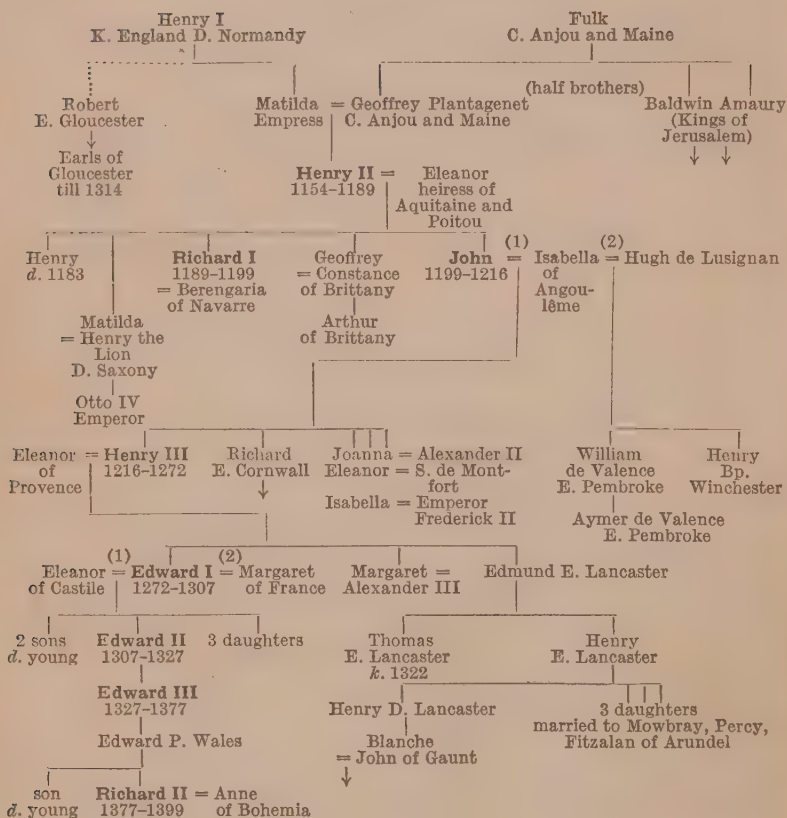 Henry I
K. England D. Normandy
Fulk
C. Anjou and Maine
(half brothers)
Robert
E. Gloucester
Matilda = Geoffrey Plantagenet
Empress C. Anjou and Maine
Baldwin Amaury
(Kings of
Jerusalem)
Earls of
Gloucester
till 1314
Henry II =
1154–1189
Eleanor
heiress of
Aquitaine and
Poitou
Henry
d. 1183
Richard I
1189–1199
= Berengaria
of Navarre
Geoffrey
= Constance
of Brittany
Arthur
of Brittany
John
1199–1216
(1)
= Isabella
of
Angou-
lême
(2)
= Hugh de Lusignan
Matilda
= Henry the
Lion
D. Saxony
Otto IV
Emperor
Eleanor
of
Provence
= Henry III
1216–1272
Richard
E. Cornwall
Joanna = Alexander II
Eleanor = S. de Mont-
fort
Isabella = Emperor
Frederick II
William
de Valence
E. Pembroke
Henry
Bp.
Winchester
Aymer de Valence
E. Pembroke
(1) (2)
Eleanor = Edward I = Margaret
of Castile 1272–1307 of France
Margaret =
Alexander III
Edmund E. Lancaster
2 sons
d. young
Edward II
1307–1327
3 daughters
Thomas
E. Lancaster
k. 1322
Henry
E. Lancaster
Edward III
1327–1377
Henry D. Lancaster
3 daughters
married to Mowbray, Percy,
Fitzalan of Arundel
Edward P. Wales
Blanche
= John of Gaunt
son
d. young
Richard II = Anne
1377–1399 of Bohemia